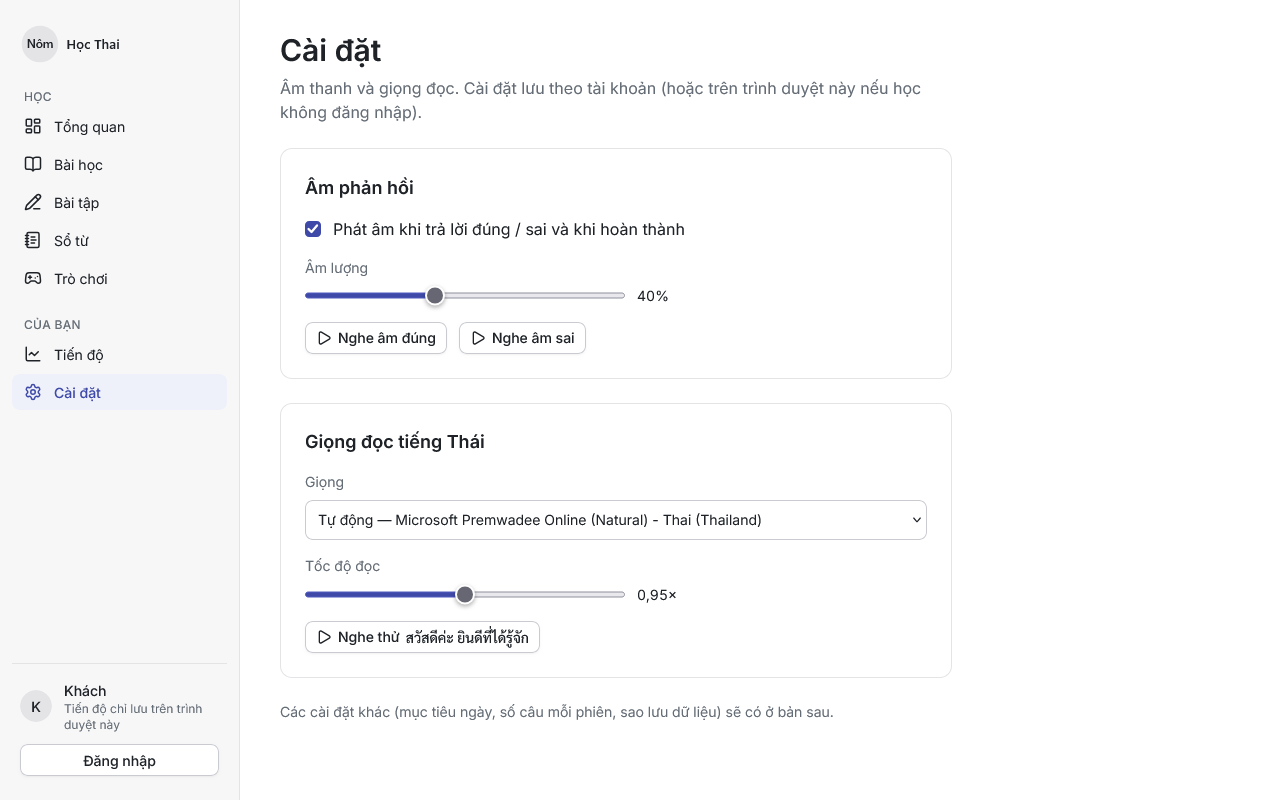 Nôm
Học Thai
HỌC
Tổng quan
Bài học
Bài tập
Sổ từ
Trò chơi
CỦA BẠN
Tiến độ
Cài đặt
K
Khách
Tiến độ chỉ lưu trên trình
duyệt này
Đăng nhập
Cài đặt
Âm thanh và giọng đọc. Cài đặt lưu theo tài khoản (hoặc trên trình duyệt này nếu học
không đăng nhập).
Âm phản hồi
Phát âm khi trả lời đúng / sai và khi hoàn thành
Âm lượng
40%
Nghe âm đúng
Nghe âm sai
Giọng đọc tiếng Thái
Giọng
Tự động — Microsoft Premwadee Online (Natural) - Thai (Thailand)
Tốc độ đọc
0,95×
Nghe thử สวัสดีค่ะ ยินดีที่ได้รู้จัก
Các cài đặt khác (mục tiêu ngày, số câu mỗi phiên, sao lưu dữ liệu) sẽ có ở bản sau.